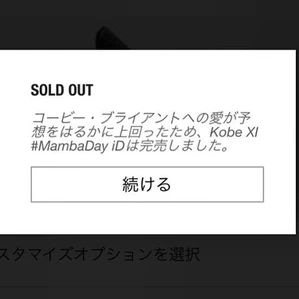 SOLD OUT
コービー・ブライアントへの愛が予
想をはるかに上回ったため、Kobe XI
#MambaDay iDは完売しました。
続ける
スタマイズオプションを選択